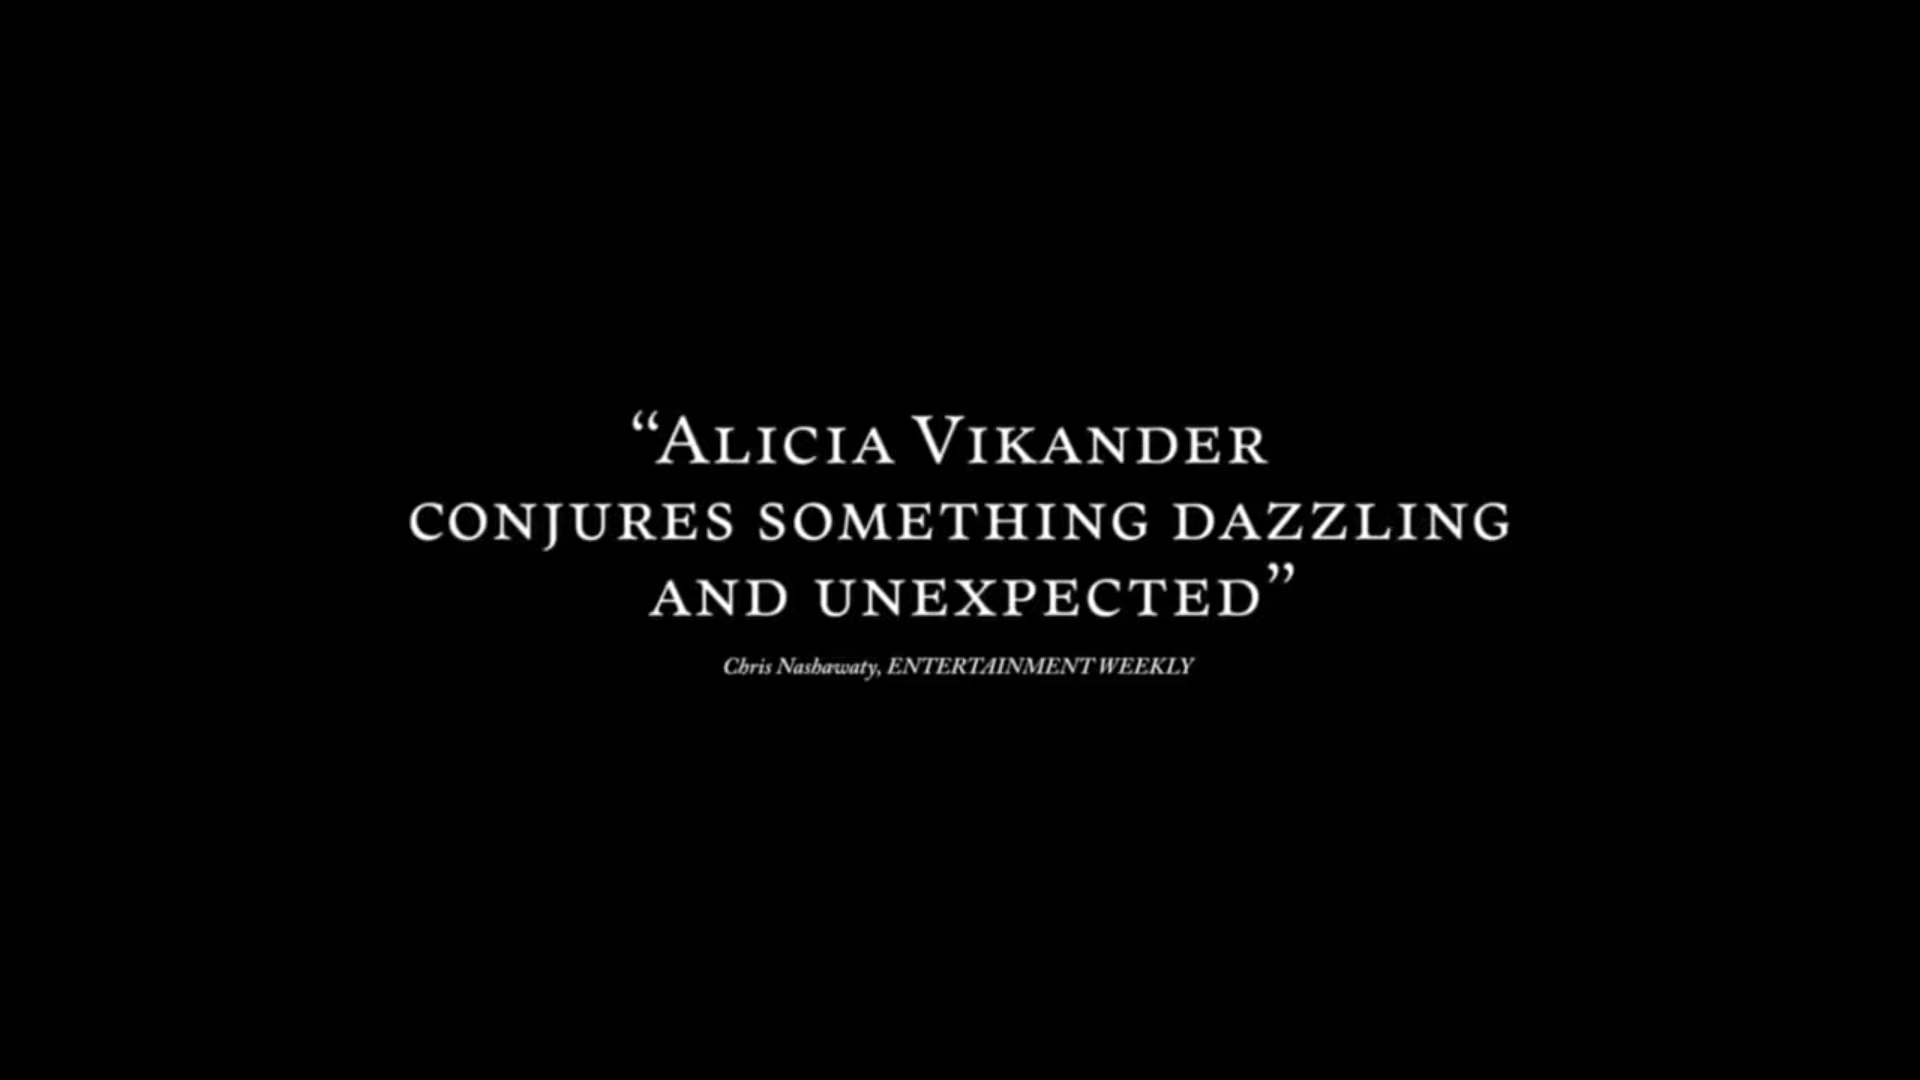 “Alicia Vikander
conjures something dazzling
and unexpected”
Chris Nashawaty, ENTERTAINMENT WEEKLY